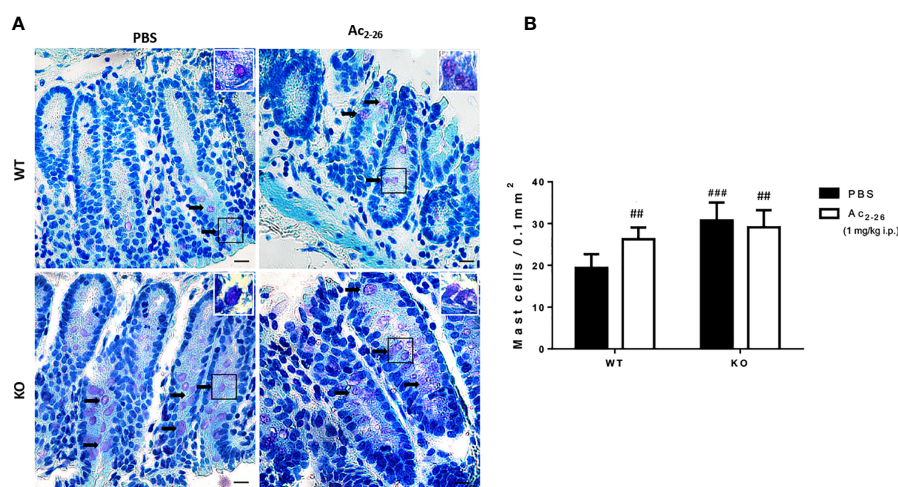 A
B
PBS
Ac2-26
WT
KO
Mast cells / 0.1mm2
40
30
20
10
0
##
###
##
WT
KO
PBS
Ac2-26
(1 mg/kg i.p.)